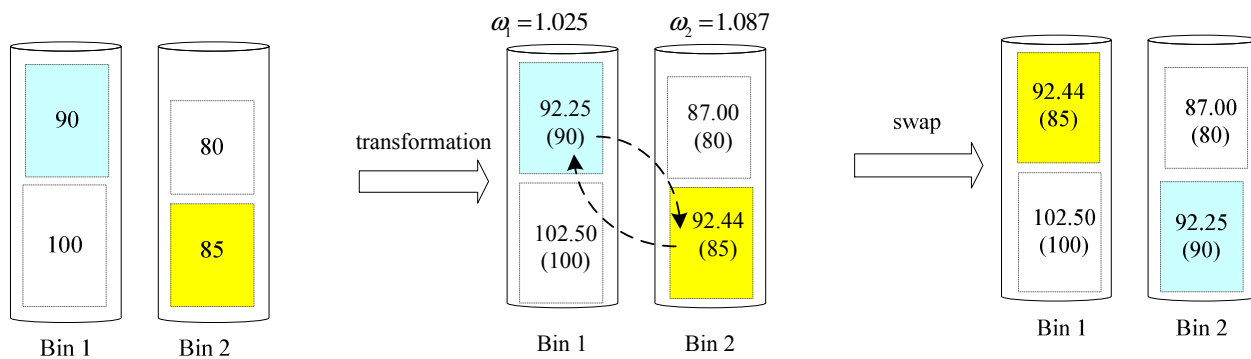 90
100
Bin 1
80
85
Bin 2
transformation
ω₁=1.025
92.25
(90)
102.50
(100)
Bin 1
ω₂=1.087
87.00
(80)
92.44
(85)
Bin 2
swap
92.44
(85)
102.50
(100)
Bin 1
87.00
(80)
92.25
(90)
Bin 2